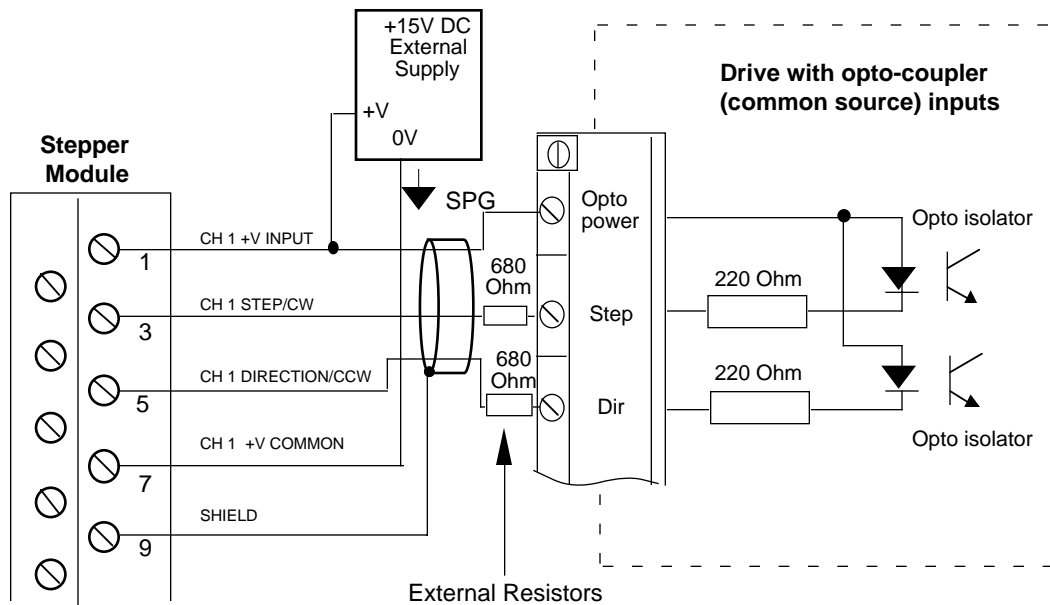 +15V DC
External
Supply
+V
0V
Drive with opto-coupler
(common source) inputs
Stepper
Module
SPG
Opto
power
Opto isolator
CH 1 +V INPUT
1
680
Ohm
220 Ohm
CH 1 STEP/CW
3
Step
680
Ohm
220 Ohm
CH 1 DIRECTION/CCW
5
Dir
Opto isolator
CH 1 +V COMMON
7
SHIELD
9
External Resistors